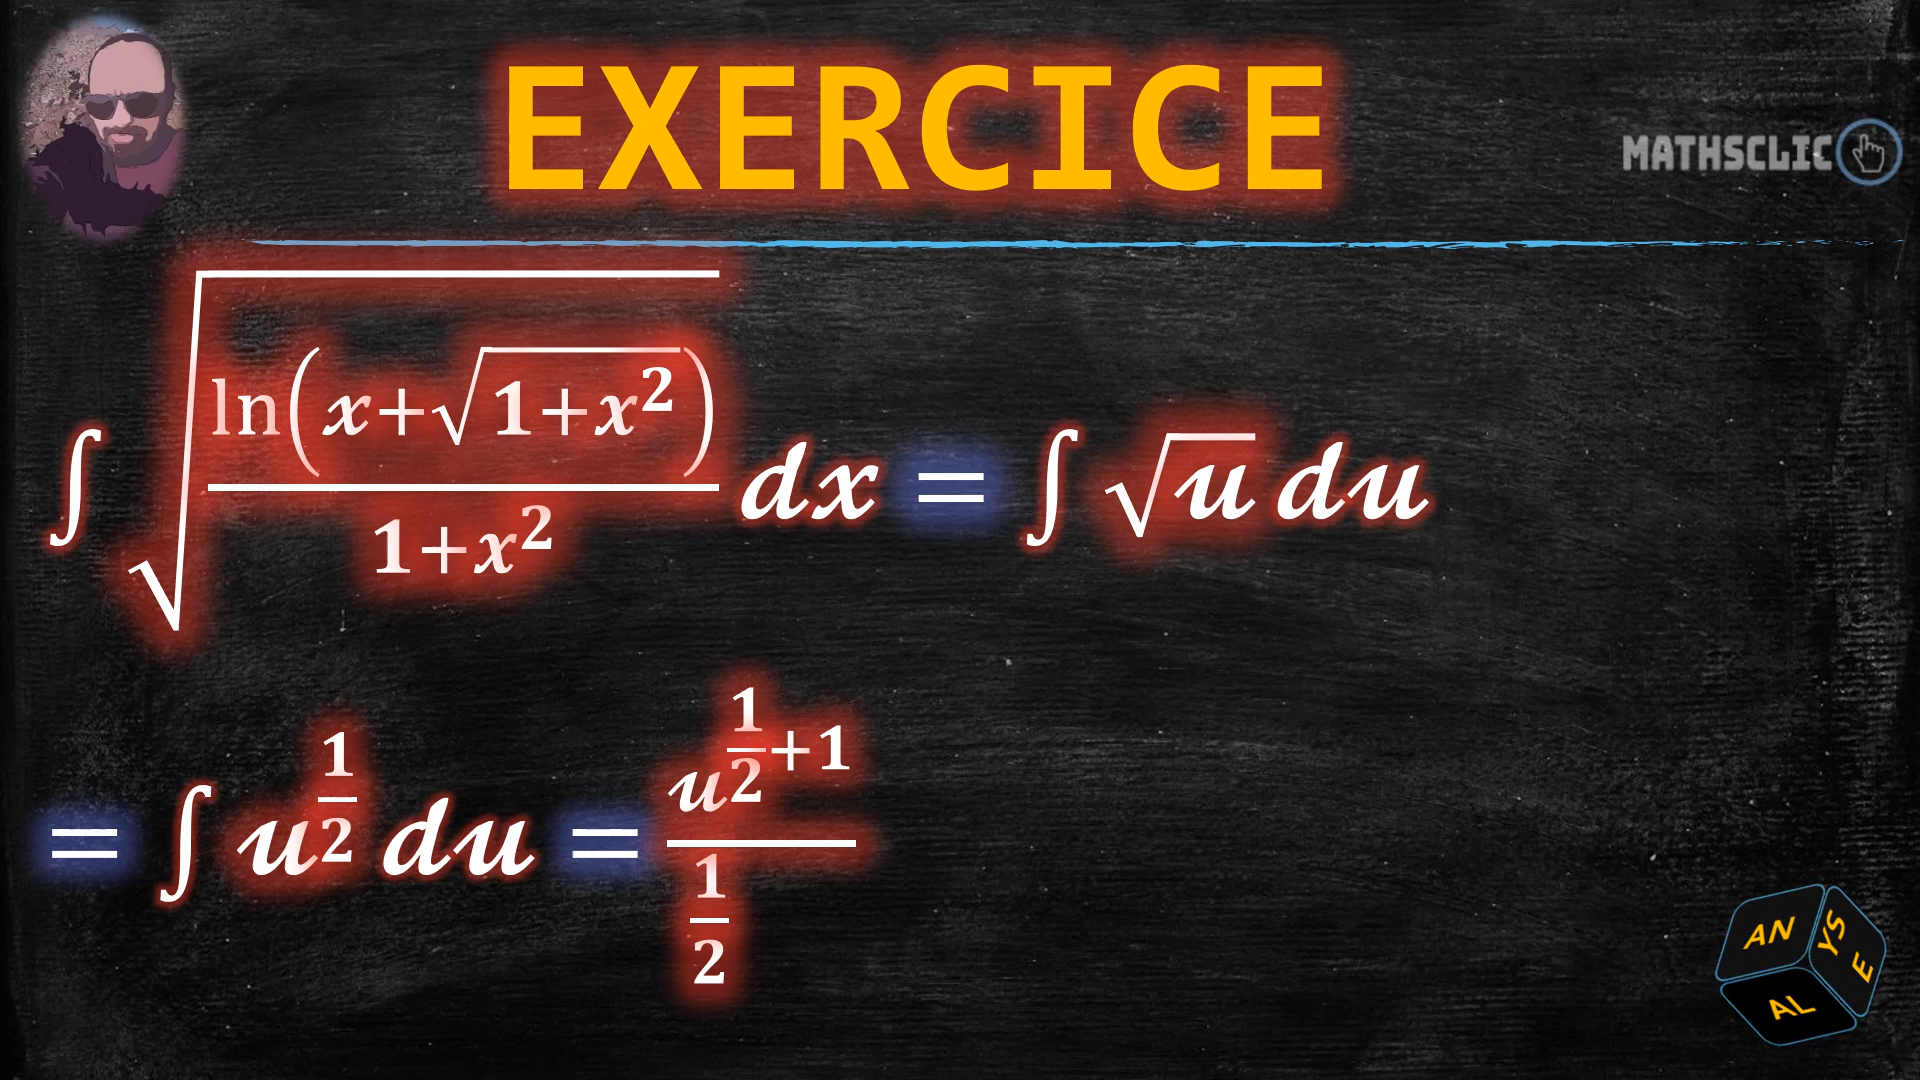 EXERCICE
MATHSCLIC
∫ √(ln(x+√(1+x²))/(1+x²)) dx = ∫ √u du
= ∫ u^(1/2) du = u^(1/2+1)/(1/2)
AN
YS
E
AL